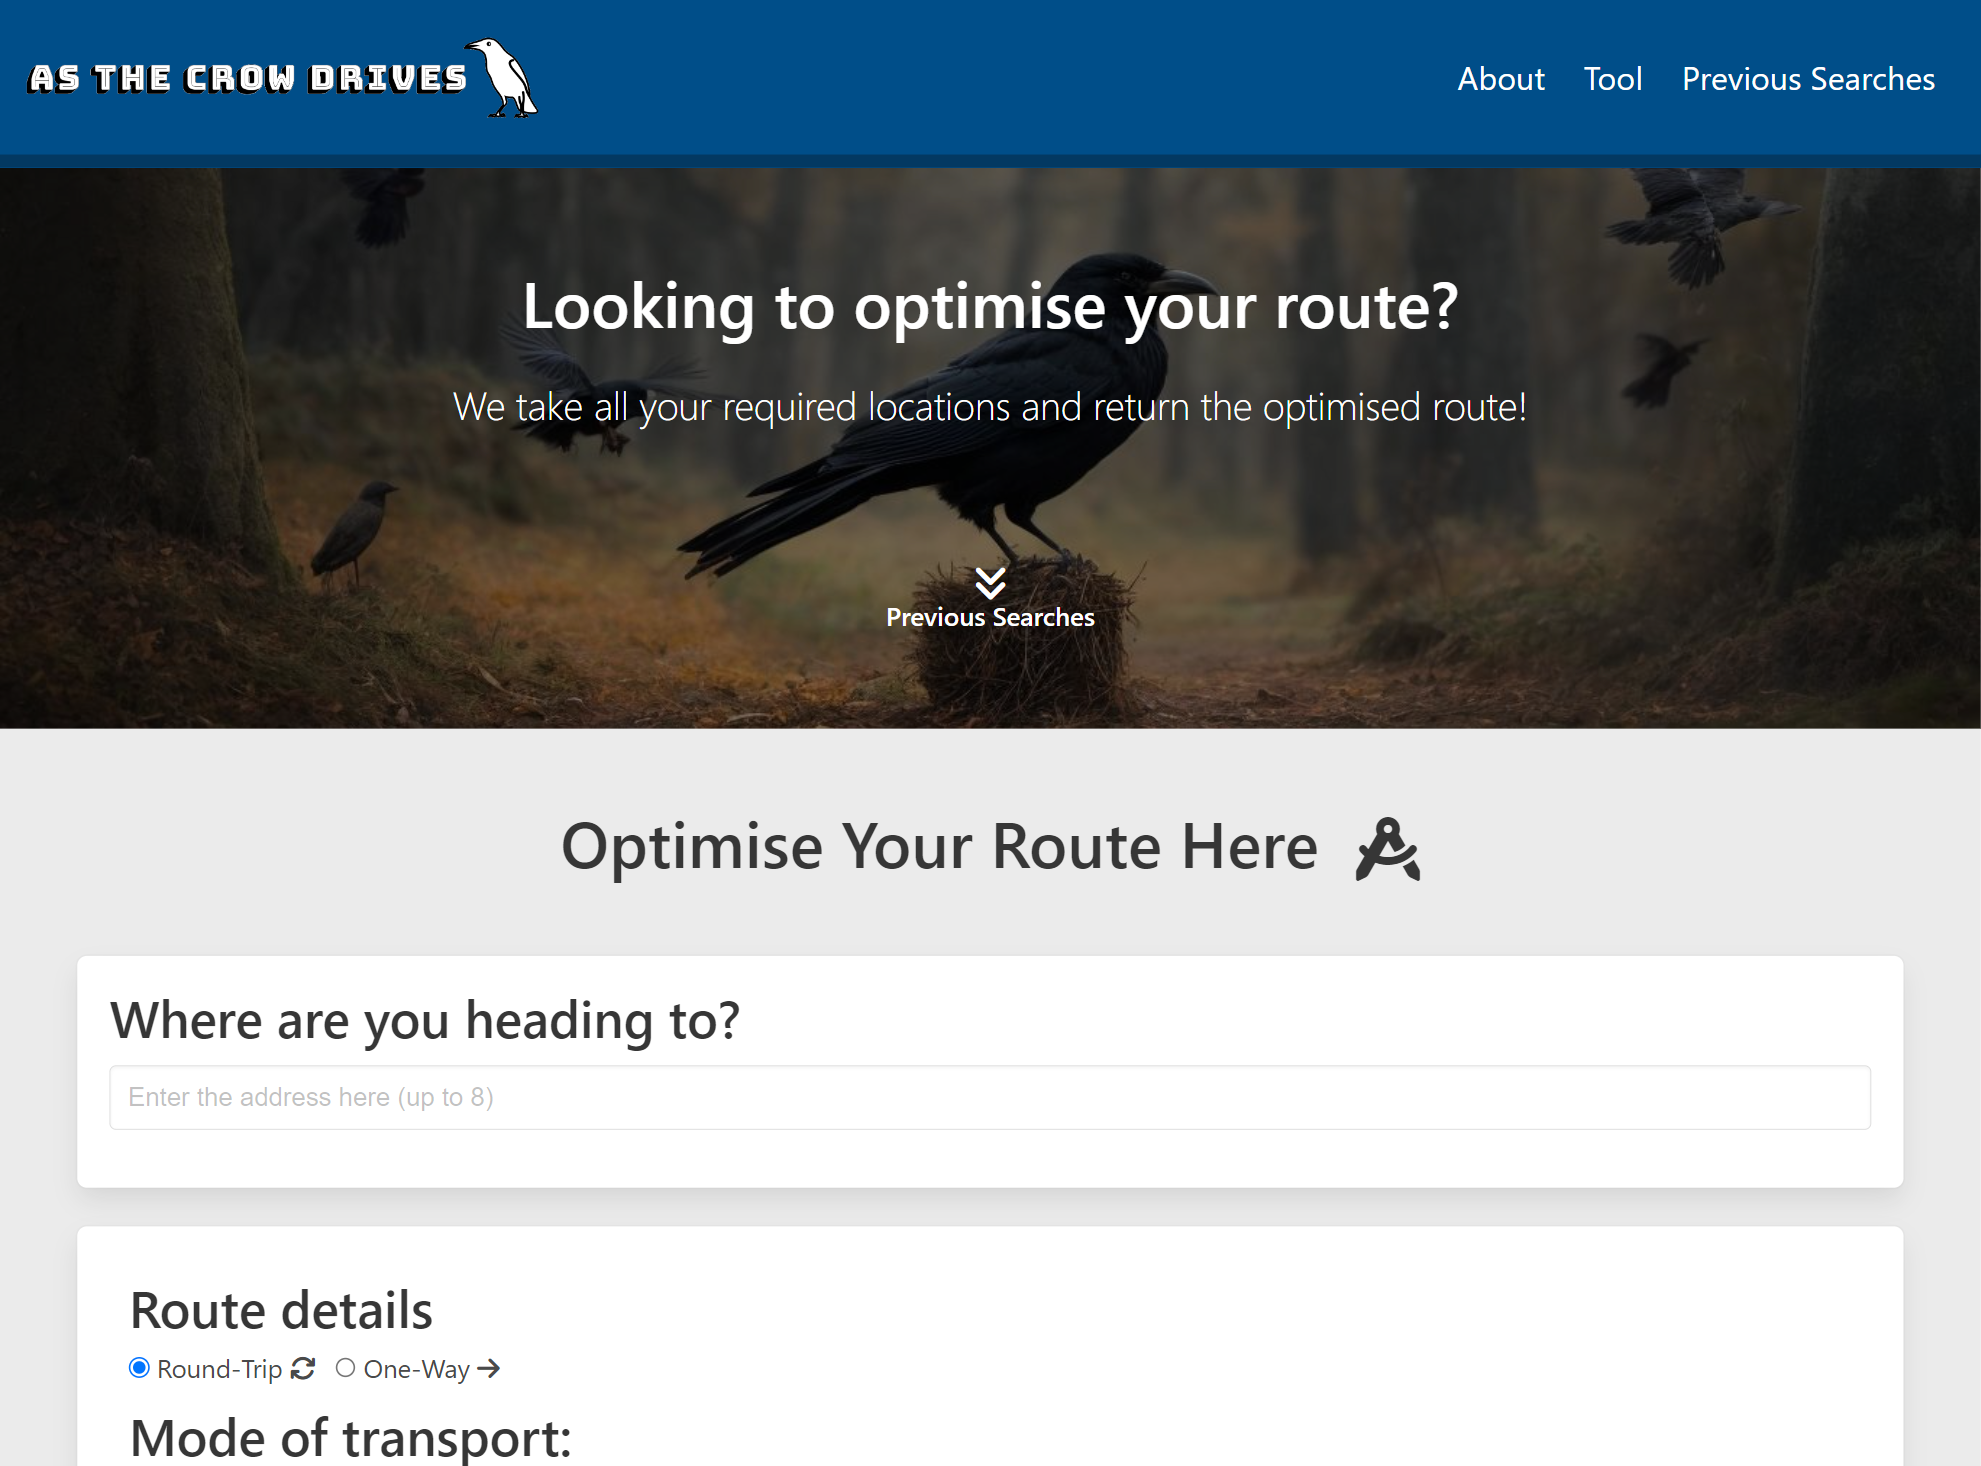 AS THE CROW DRIVES
About Tool Previous Searches
Looking to optimise your route?
We take all your required locations and return the optimised route!
Previous Searches
Optimise Your Route Here
Where are you heading to?
Enter the address here (up to 8)
Route details
Round-Trip One-Way
Mode of transport: